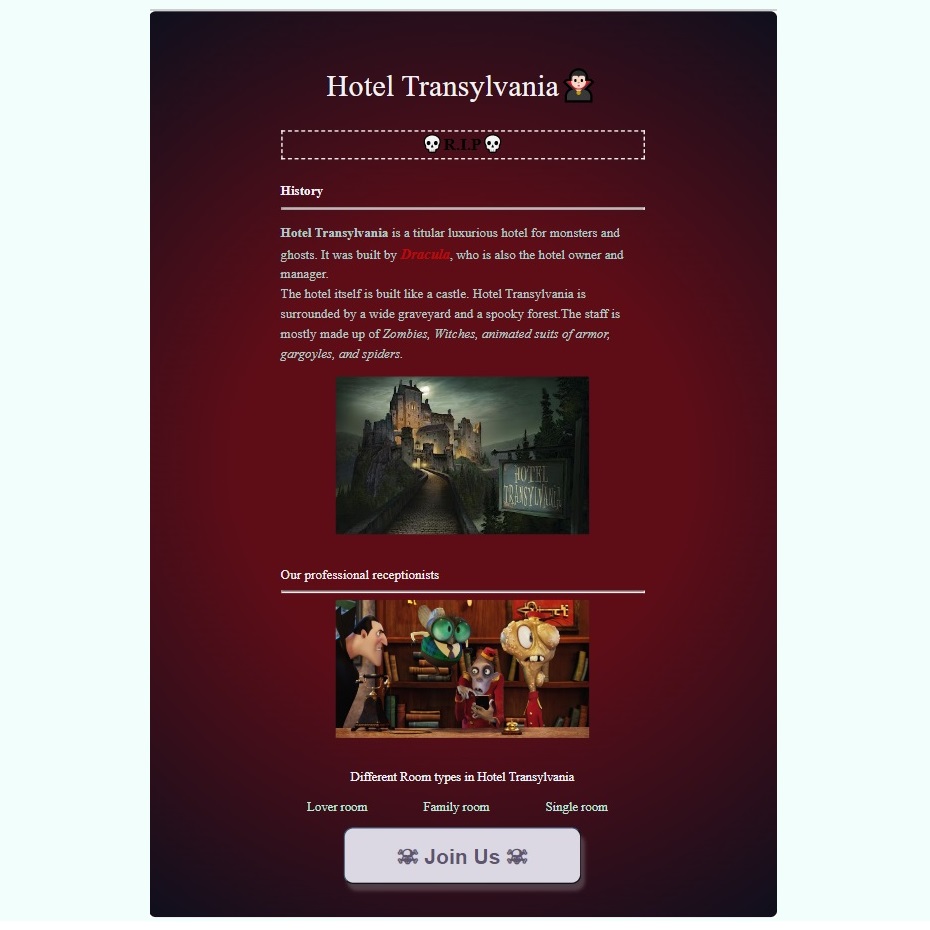 Hotel Transylvania🧛‍♂️
💀R.I.P💀
History
Hotel Transylvania is a titular luxurious hotel for monsters and
ghosts. It was built by Dracula, who is also the hotel owner and
manager.
The hotel itself is built like a castle. Hotel Transylvania is
surrounded by a wide graveyard and a spooky forest.The staff is
mostly made up of Zombies, Witches, animated suits of armor,
gargoyles, and spiders.
HOTEL
TRANSYLVANIA
Our professional receptionists
Different Room types in Hotel Transylvania
Lover room Family room Single room
☠ Join Us ☠